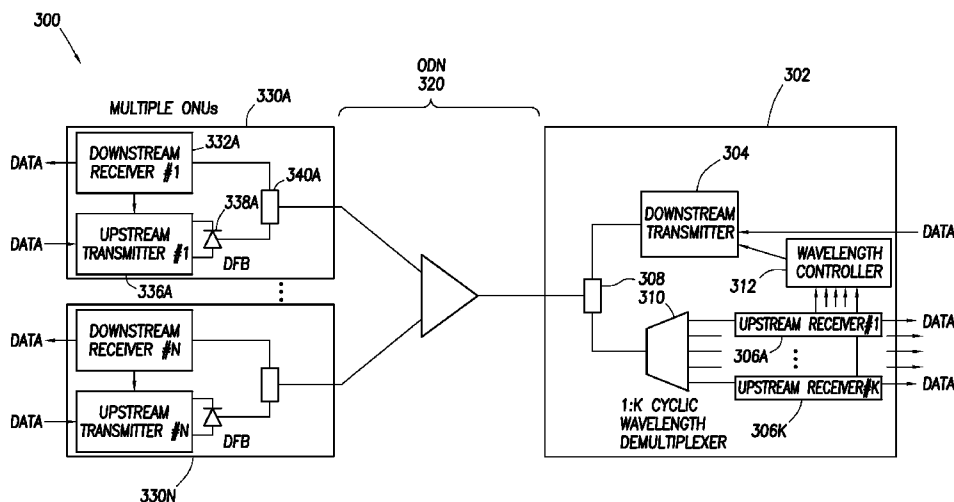 300
MULTIPLE ONUs
330A
ODN
320
302
DATA
DOWNSTREAM
RECEIVER #1
332A
340A
338A
DATA
UPSTREAM
TRANSMITTER #1
DFB
336A
DOWNSTREAM
RECEIVER #N
DATA
UPSTREAM
TRANSMITTER #N
DFB
330N
304
DOWNSTREAM
TRANSMITTER
DATA
WAVELENGTH
CONTROLLER
312
308
310
UPSTREAM RECEIVER#1
DATA
306A
UPSTREAM RECEIVER#K
DATA
306K
1:K CYCLIC
WAVELENGTH
DEMULTIPLEXER